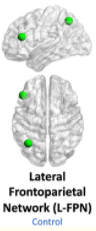 Lateral
Frontoparietal
Network (L-FPN)
Control